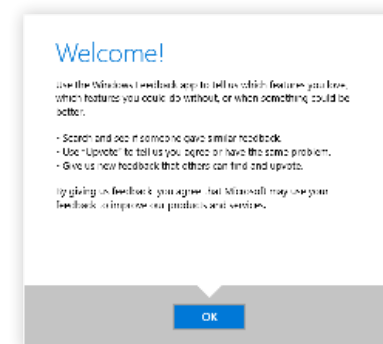 Welcome!
Use the Windows Feedback app to tell us which features you love,
which features you could do without, or when something could be
better.
- Search and see if someone gave similar feedback.
- Use "Upvote" to tell us you agree or have the same problem.
- Give us new feedback that others can find and upvote.
By giving us feedback, you agree that Microsoft may use your
feedback to improve our products and services.
OK